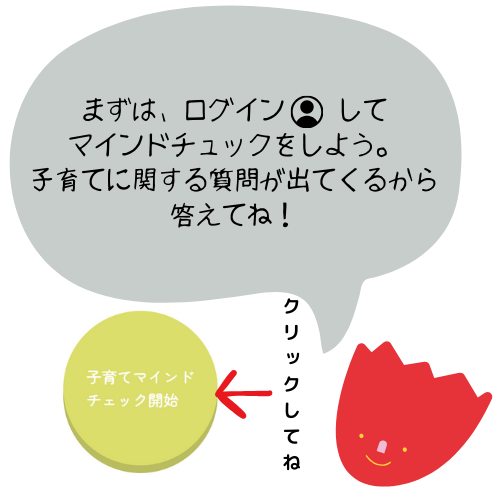 まずは、ログイン して
マインドチェックをしよう。
子育てに関する質問が出てくるから
答えてね！
クリックしてね
子育てマインド
チェック開始